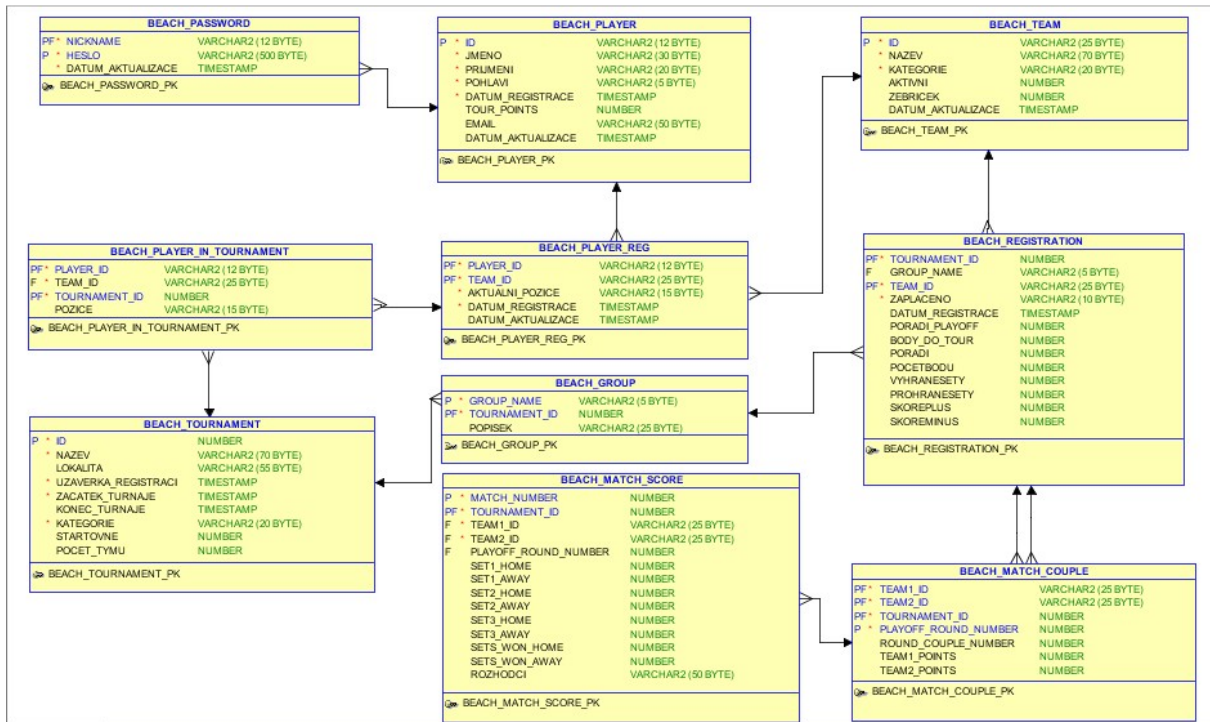 BEACH_PASSWORD
PF* NICKNAME VARCHAR2 (12 BYTE)
P * HESLO VARCHAR2 (500 BYTE)
* DATUM_AKTUALIZACE TIMESTAMP
BEACH_PASSWORD_PK
BEACH_PLAYER
P * ID VARCHAR2 (12 BYTE)
* JMENO VARCHAR2 (30 BYTE)
* PRIJMENI VARCHAR2 (20 BYTE)
* POHLAVI VARCHAR2 (5 BYTE)
* DATUM_REGISTRACE TIMESTAMP
TOUR_POINTS NUMBER
EMAIL VARCHAR2 (50 BYTE)
DATUM_AKTUALIZACE TIMESTAMP
BEACH_PLAYER_PK
BEACH_TEAM
P * ID VARCHAR2 (25 BYTE)
* NAZEV VARCHAR2 (70 BYTE)
* KATEGORIE VARCHAR2 (20 BYTE)
AKTIVNI NUMBER
ZEBRICEK NUMBER
DATUM_AKTUALIZACE TIMESTAMP
BEACH_TEAM_PK
BEACH_PLAYER_IN_TOURNAMENT
PF* PLAYER_ID VARCHAR2 (12 BYTE)
F * TEAM_ID VARCHAR2 (25 BYTE)
PF* TOURNAMENT_ID NUMBER
POZICE VARCHAR2 (15 BYTE)
BEACH_PLAYER_IN_TOURNAMENT_PK
BEACH_PLAYER_REG
PF* PLAYER_ID VARCHAR2 (12 BYTE)
PF* TEAM_ID VARCHAR2 (25 BYTE)
* AKTUALNI_POZICE VARCHAR2 (15 BYTE)
* DATUM_REGISTRACE TIMESTAMP
DATUM_AKTUALIZACE TIMESTAMP
BEACH_PLAYER_REG_PK
BEACH_REGISTRATION
PF* TOURNAMENT_ID NUMBER
F GROUP_NAME VARCHAR2 (5 BYTE)
PF* TEAM_ID VARCHAR2 (25 BYTE)
* ZAPLACENO VARCHAR2 (10 BYTE)
DATUM_REGISTRACE TIMESTAMP
PORADI_PLAYOFF NUMBER
BODY_DO_TOUR NUMBER
PORADI NUMBER
POCETBODU NUMBER
VYHRANESETY NUMBER
PROHRANESETY NUMBER
SKOREPLUS NUMBER
SKOREMINUS NUMBER
BEACH_REGISTRATION_PK
BEACH_GROUP
P * GROUP_NAME VARCHAR2 (5 BYTE)
PF* TOURNAMENT_ID NUMBER
POPISEK VARCHAR2 (25 BYTE)
BEACH_GROUP_PK
BEACH_TOURNAMENT
P * ID NUMBER
* NAZEV VARCHAR2 (70 BYTE)
LOKALITA VARCHAR2 (55 BYTE)
* UZAVERKA_REGISTRACI TIMESTAMP
* ZACATEK_TURNAJE TIMESTAMP
KONEC_TURNAJE TIMESTAMP
* KATEGORIE VARCHAR2 (20 BYTE)
STARTOVNE NUMBER
POCET_TYMU NUMBER
BEACH_TOURNAMENT_PK
BEACH_MATCH_SCORE
P * MATCH_NUMBER NUMBER
PF* TOURNAMENT_ID NUMBER
F * TEAM1_ID VARCHAR2 (25 BYTE)
F * TEAM2_ID VARCHAR2 (25 BYTE)
F PLAYOFF_ROUND_NUMBER NUMBER
SET1_HOME NUMBER
SET1_AWAY NUMBER
SET2_HOME NUMBER
SET2_AWAY NUMBER
SET3_HOME NUMBER
SET3_AWAY NUMBER
SETS_WON_HOME NUMBER
SETS_WON_AWAY NUMBER
ROZHODCI VARCHAR2 (50 BYTE)
BEACH_MATCH_SCORE_PK
BEACH_MATCH_COUPLE
PF* TEAM1_ID VARCHAR2 (25 BYTE)
PF* TEAM2_ID VARCHAR2 (25 BYTE)
PF* TOURNAMENT_ID NUMBER
P * PLAYOFF_ROUND_NUMBER NUMBER
ROUND_COUPLE_NUMBER NUMBER
TEAM1_POINTS NUMBER
TEAM2_POINTS NUMBER
BEACH_MATCH_COUPLE_PK